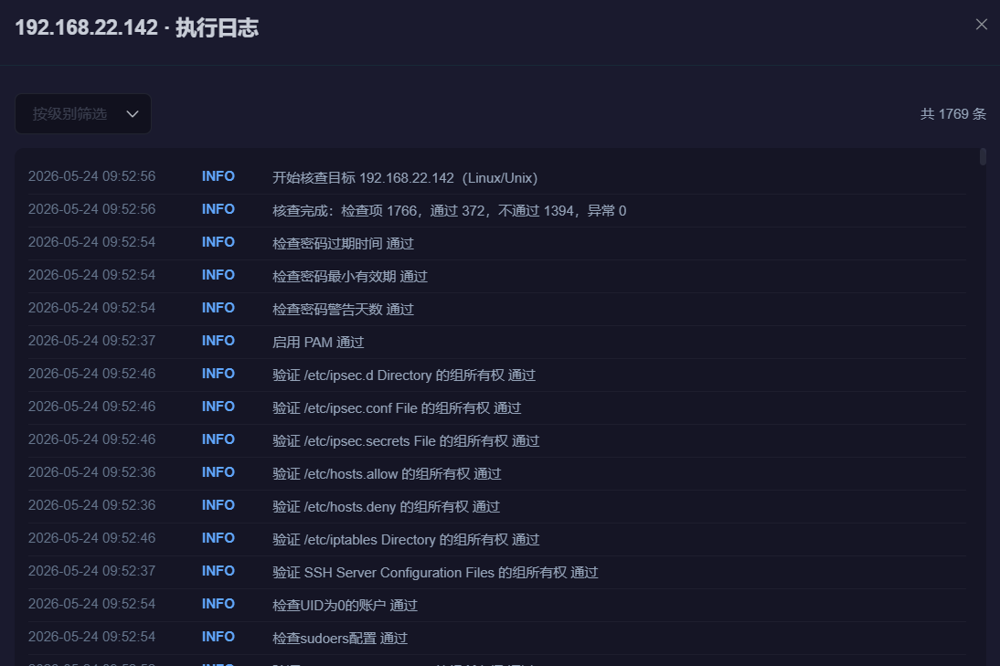 192.168.22.142 · 执行日志
按级别筛选
共 1769 条
2026-05-24 09:52:56 INFO 开始核查目标 192.168.22.142（Linux/Unix）
2026-05-24 09:52:56 INFO 核查完成：检查项 1766，通过 372，不通过 1394，异常 0
2026-05-24 09:52:54 INFO 检查密码过期时间 通过
2026-05-24 09:52:54 INFO 检查密码最小有效期 通过
2026-05-24 09:52:54 INFO 检查密码警告天数 通过
2026-05-24 09:52:37 INFO 启用 PAM 通过
2026-05-24 09:52:46 INFO 验证 /etc/ipsec.d Directory 的组所有权 通过
2026-05-24 09:52:46 INFO 验证 /etc/ipsec.conf File 的组所有权 通过
2026-05-24 09:52:46 INFO 验证 /etc/ipsec.secrets File 的组所有权 通过
2026-05-24 09:52:36 INFO 验证 /etc/hosts.allow 的组所有权 通过
2026-05-24 09:52:36 INFO 验证 /etc/hosts.deny 的组所有权 通过
2026-05-24 09:52:46 INFO 验证 /etc/iptables Directory 的组所有权 通过
2026-05-24 09:52:37 INFO 验证 SSH Server Configuration Files 的组所有权 通过
2026-05-24 09:52:54 INFO 检查UID为0的账户 通过
2026-05-24 09:52:54 INFO 检查sudoers配置 通过